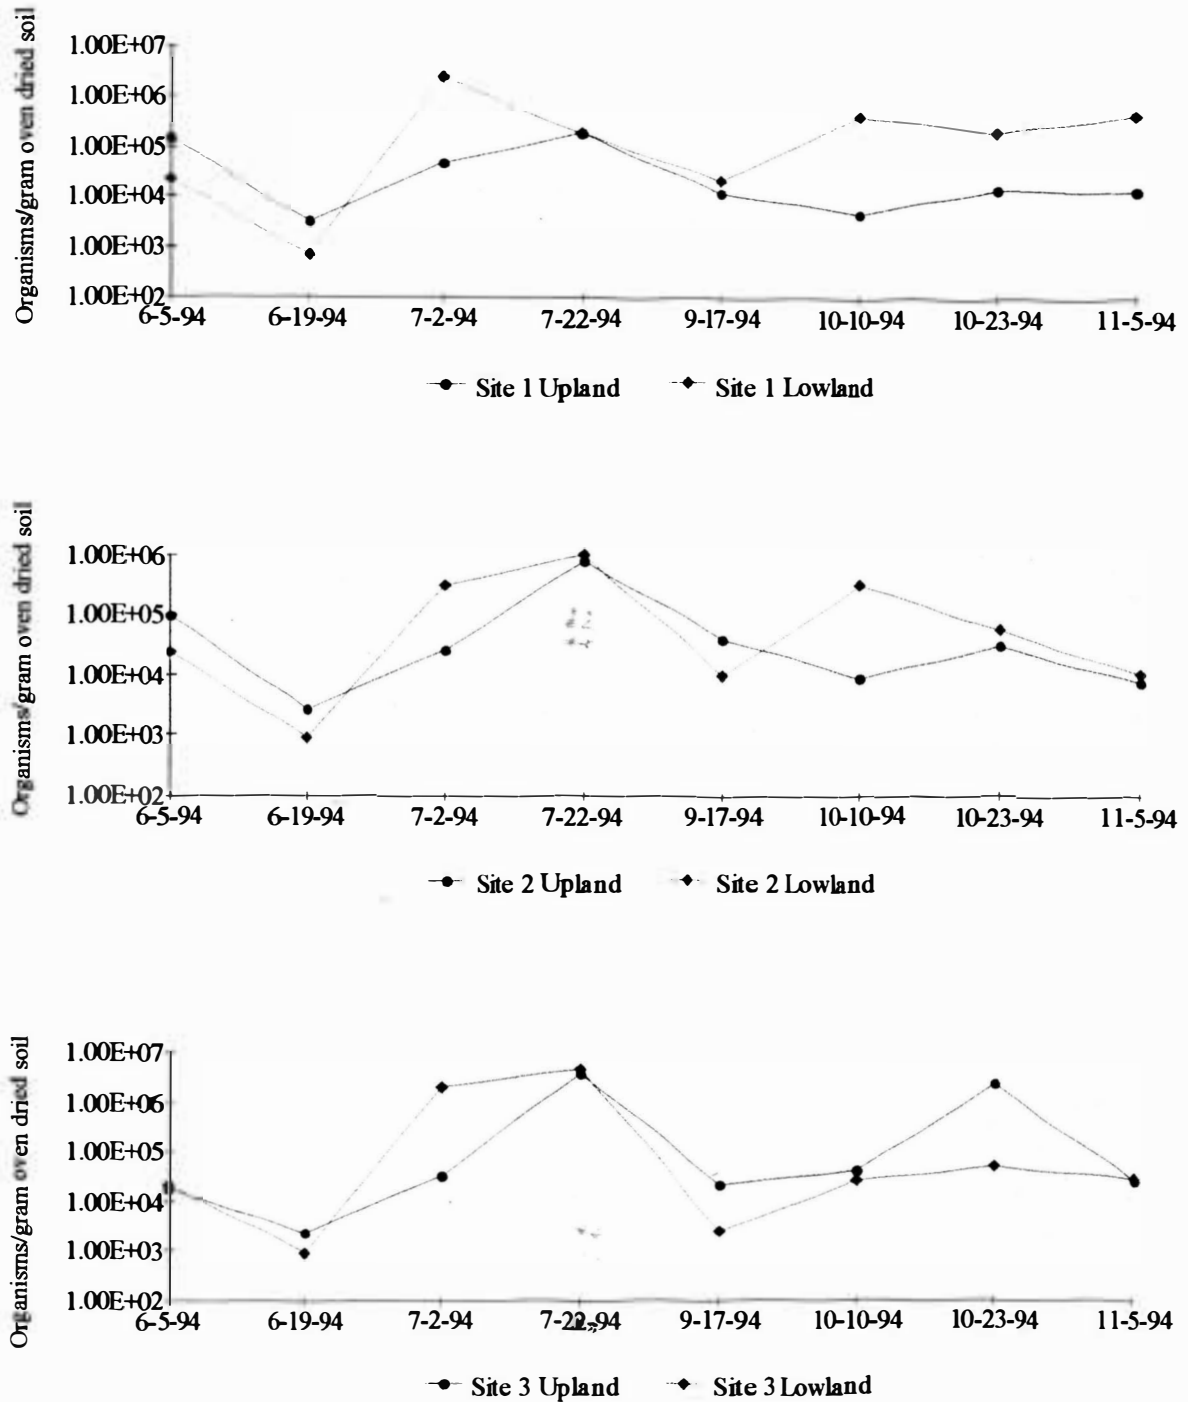 Organisms/gram oven dried soil
1.00E+07
1.00E+06
1.00E+05
1.00E+04
1.00E+03
1.00E+02
6-5-94 6-19-94 7-2-94 7-22-94 9-17-94 10-10-94 10-23-94 11-5-94
Site 1 Upland Site 1 Lowland
Organisms/gram oven dried soil
1.00E+06
1.00E+05
1.00E+04
1.00E+03
1.00E+02
6-5-94 6-19-94 7-2-94 7-22-94 9-17-94 10-10-94 10-23-94 11-5-94
Site 2 Upland Site 2 Lowland
Organisms/gram oven dried soil
1.00E+07
1.00E+06
1.00E+05
1.00E+04
1.00E+03
1.00E+02
6-5-94 6-19-94 7-2-94 7-22-94 9-17-94 10-10-94 10-23-94 11-5-94
Site 3 Upland Site 3 Lowland